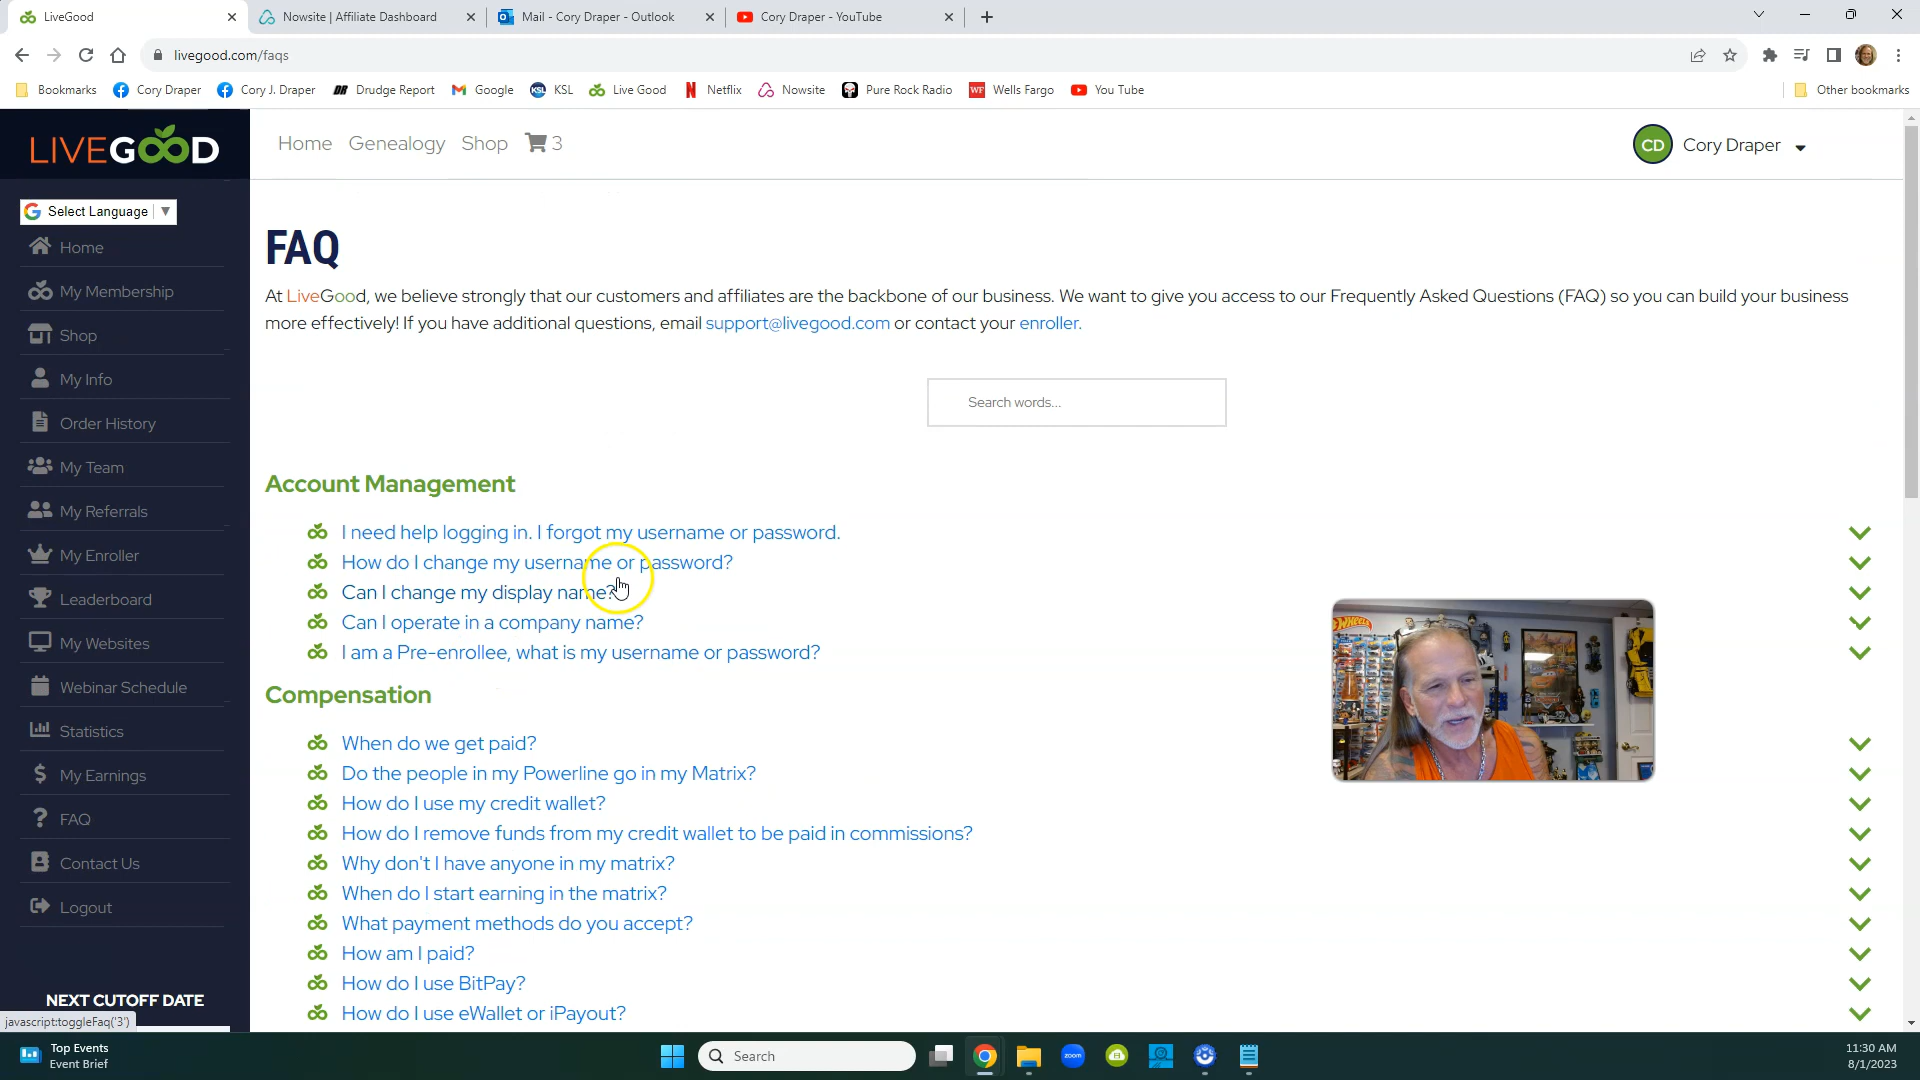 LiveGood
Nowsite | Affiliate Dashboard
Mail - Cory Draper - Outlook
Cory Draper - YouTube
livegood.com/faqs
Bookmarks
Cory Draper
Cory J. Draper
Drudge Report
Google
KSL
Live Good
Netflix
Nowsite
Pure Rock Radio
Wells Fargo
You Tube
Other bookmarks
LIVEGOOD
Home
Genealogy
Shop
3
CD
Cory Draper
Select Language
Home
My Membership
Shop
My Info
Order History
My Team
My Referrals
My Enroller
Leaderboard
My Websites
Webinar Schedule
Statistics
My Earnings
FAQ
Contact Us
Logout
NEXT CUTOFF DATE
FAQ
At LiveGood, we believe strongly that our customers and affiliates are the backbone of our business. We want to give you access to our Frequently Asked Questions (FAQ) so you can build your business
more effectively! If you have additional questions, email support@livegood.com or contact your enroller.
Search words...
Account Management
I need help logging in. I forgot my username or password.
How do I change my username or password?
Can I change my display name?
Can I operate in a company name?
I am a Pre-enrollee, what is my username or password?
Compensation
When do we get paid?
Do the people in my Powerline go in my Matrix?
How do I use my credit wallet?
How do I remove funds from my credit wallet to be paid in commissions?
Why don't I have anyone in my matrix?
When do I start earning in the matrix?
What payment methods do you accept?
How am I paid?
How do I use BitPay?
How do I use eWallet or iPayout?
javascript:toggleFaq('3')
Top Events
Event Brief
Search
zoom
11:30 AM
8/1/2023